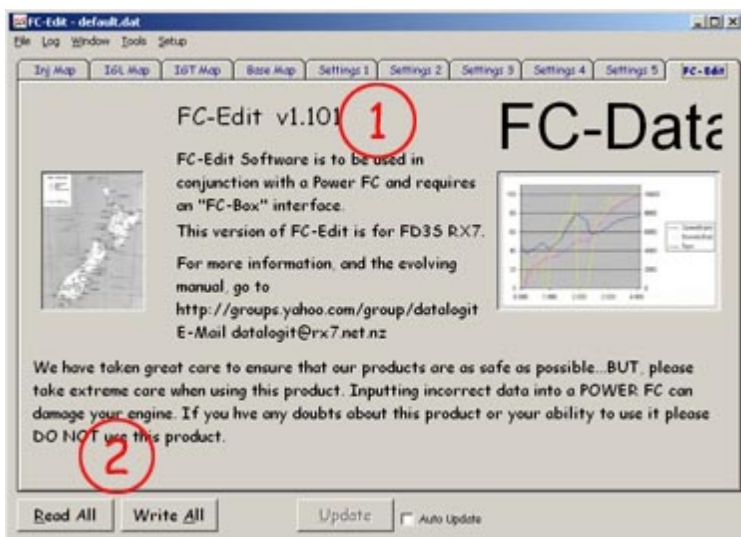 FC-Edit - default.dat
File Log Window Tools Setup
Inj Map IGL Map IGT Map Base Map Settings 1 Settings 2 Settings 3 Settings 4 Settings 5 FC-Edit
FC-Edit v1.101
1
FC-Data
FC-Edit Software is to be used in
conjunction with a Power FC and requires
an "FC-Box" interface.
This version of FC-Edit is for FD3S RX7.
For more information, and the evolving
manual, go to
http://groups.yahoo.com/group/datalogit
E-Mail datalogit@rx7.net.nz
We have taken great care to ensure that our products are as safe as possible...BUT, please
take extreme care when using this product. Inputting incorrect data into a POWER FC can
damage your engine. If you hve any doubts about this product or your ability to use it please
DO NOT use this product.
2
Read All Write All Update Auto Update